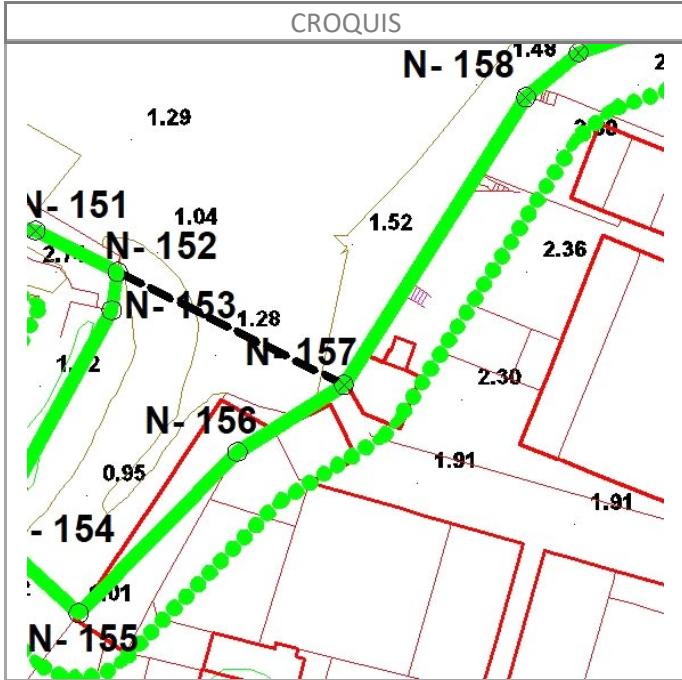 CROQUIS
1.48
N- 158
1.29
N- 151
1.04
1.52
N- 152
2.36
N- 153
1.28
N- 157
2.30
N- 156
0.95
1.91
1.91
- 154
N- 155